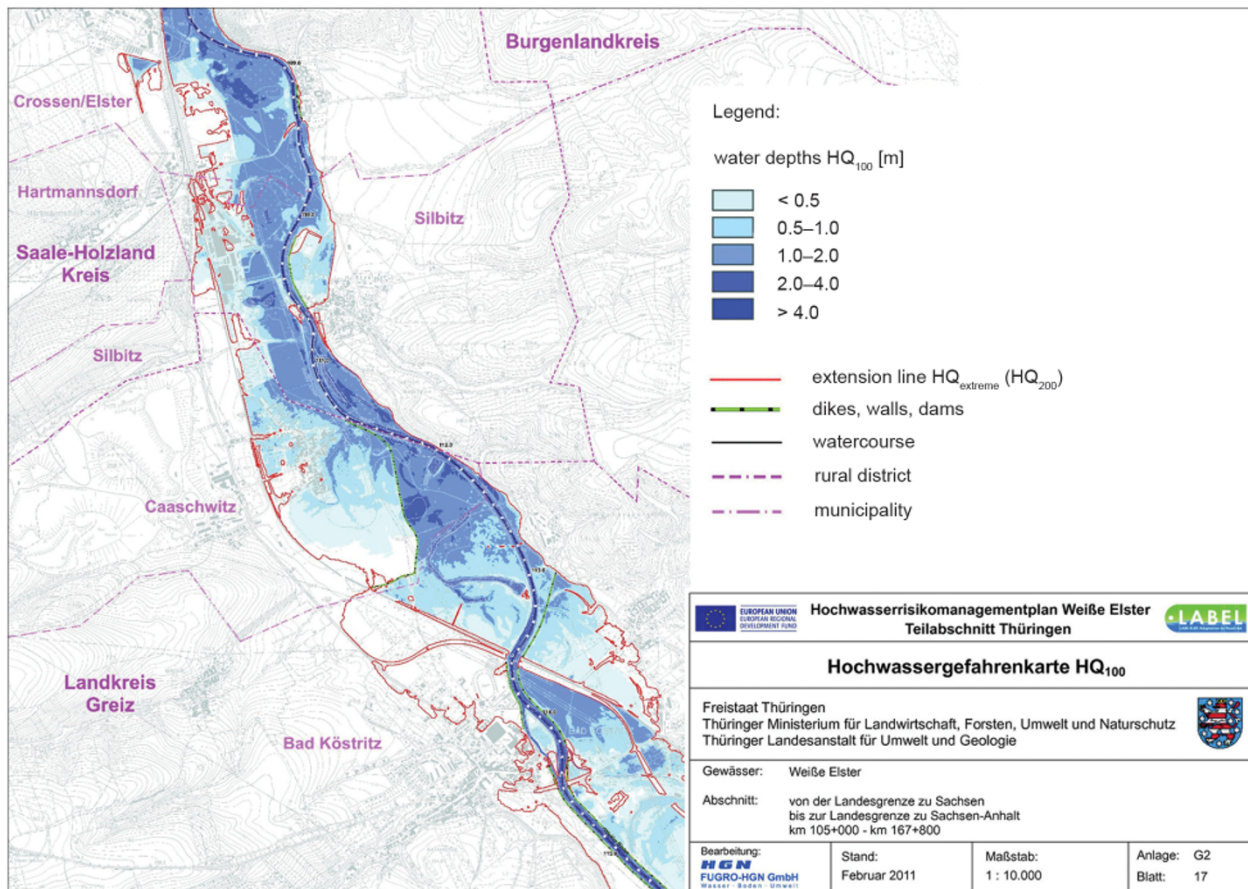 Burgenlandkreis
Crossen/Elster
Hartmannsdorf
Silbitz
Saale-Holzland
Kreis
Silbitz
Caaschwitz
Landkreis
Greiz
Bad Köstritz
Legend:
water depths HQ100 [m]
< 0.5
0.5–1.0
1.0–2.0
2.0–4.0
> 4.0
extension line HQextreme (HQ200)
dikes, walls, dams
watercourse
rural district
municipality
EUROPEAN UNION
EUROPEAN REGIONAL
DEVELOPMENT FUND
Hochwasserrisikomanagementplan Weiße Elster
Teilabschnitt Thüringen
LABEL
Hochwassergefahrenkarte HQ100
Freistaat Thüringen
Thüringer Ministerium für Landwirtschaft, Forsten, Umwelt und Naturschutz
Thüringer Landesanstalt für Umwelt und Geologie
Gewässer: Weiße Elster
Abschnitt: von der Landesgrenze zu Sachsen
bis zur Landesgrenze zu Sachsen-Anhalt
km 105+000 - km 167+800
Bearbeitung:
HGN
FUGRO-HGN GmbH
Wasser · Boden · Umwelt
Stand:
Februar 2011
Maßstab:
1 : 10.000
Anlage: G2
Blatt: 17